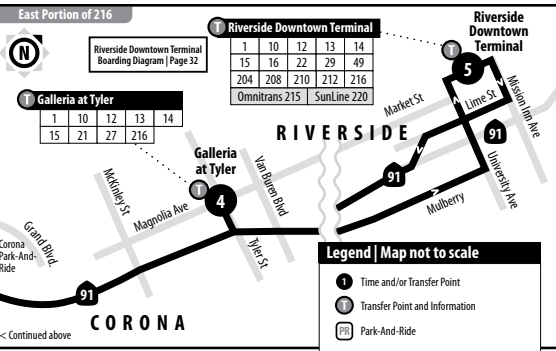 East Portion of 216
N
Riverside Downtown Terminal
Boarding Diagram | Page 32
T Riverside Downtown Terminal
1 10 12 13 14
15 16 22 29 49
204 208 210 212 216
Omnitrans 215 SunLine 220
Riverside
Downtown
Terminal
T
5
T Galleria at Tyler
1 10 12 13 14
15 21 27 216
Market St
Lime St
Mission Inn Ave
RIVERSIDE
91
University Ave
Galleria
at Tyler
T
4
Van Buren Blvd
91
Mulberry
McKinley St
Magnolia Ave
Tyler St
Grand Blvd.
Corona
Park-And-
Ride
91
CORONA
< Continued above
Legend | Map not to scale
1 Time and/or Transfer Point
T Transfer Point and Information
PR Park-And-Ride